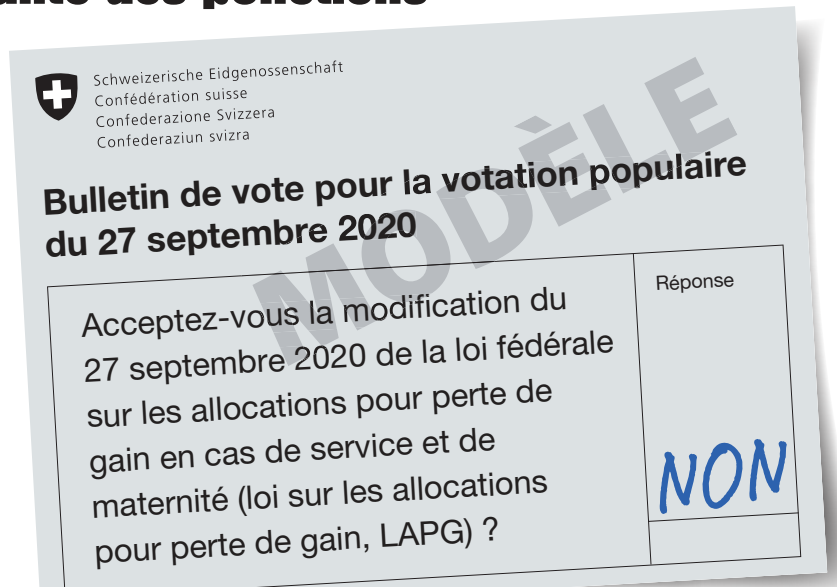 Schweizerische Eidgenossenschaft
Confédération suisse
Confederazione Svizzera
Confederaziun svizra
MODÈLE
Bulletin de vote pour la votation populaire
du 27 septembre 2020
Acceptez-vous la modification du
27 septembre 2020 de la loi fédérale
sur les allocations pour perte de
gain en cas de service et de
maternité (loi sur les allocations
pour perte de gain, LAPG) ?
Réponse
NON